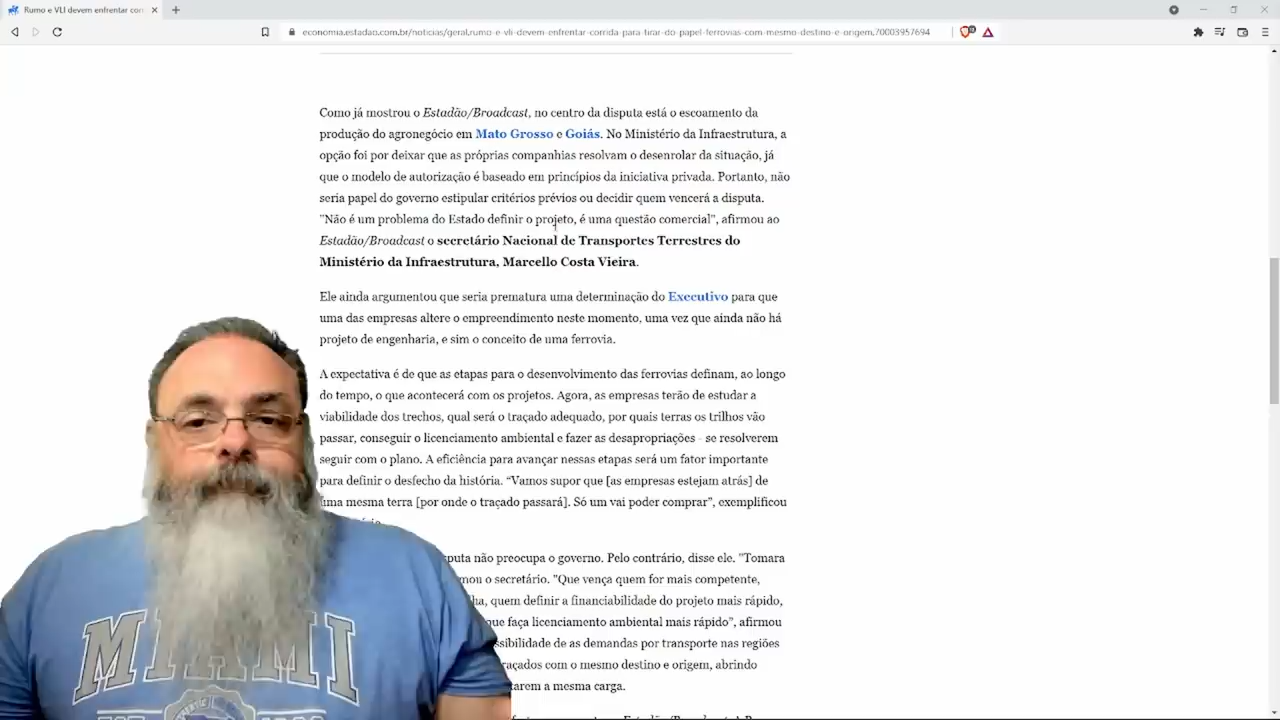 Rumo e VLI devem enfrentar con
economia.estadao.com.br/noticias/geral,rumo-e-vli-devem-enfrentar-corrida-para-tirar-do-papel-ferrovias-com-mesmo-destino-e-origem,70003957694
Como já mostrou o Estadão/Broadcast, no centro da disputa está o escoamento da
produção do agronegócio em Mato Grosso e Goiás. No Ministério da Infraestrutura, a
opção foi por deixar que as próprias companhias resolvam o desenrolar da situação, já
que o modelo de autorização é baseado em princípios da iniciativa privada. Portanto, não
seria papel do governo estipular critérios prévios ou decidir quem vencerá a disputa.
"Não é um problema do Estado definir o projeto, é uma questão comercial", afirmou ao
Estadão/Broadcast o secretário Nacional de Transportes Terrestres do
Ministério da Infraestrutura, Marcello Costa Vieira.
Ele ainda argumentou que seria prematura uma determinação do Executivo para que
uma das empresas altere o empreendimento neste momento, uma vez que ainda não há
projeto de engenharia, e sim o conceito de uma ferrovia.
A expectativa é de que as etapas para o desenvolvimento das ferrovias definam, ao longo
do tempo, o que acontecerá com os projetos. Agora, as empresas terão de estudar a
viabilidade dos trechos, qual será o traçado adequado, por quais terras os trilhos vão
passar, conseguir o licenciamento ambiental e fazer as desapropriações - se resolverem
seguir com o plano. A eficiência para avançar nessas etapas será um fator importante
para definir o desfecho da história. “Vamos supor que [as empresas estejam atrás] de
uma mesma terra [por onde o traçado passará]. Só um vai poder comprar”, exemplificou
não preocupa o governo. Pelo contrário, disse ele. "Tomara
o secretário. "Que vença quem for mais competente,
quem definir a financiabilidade do projeto mais rápido,
que faça licenciamento ambiental mais rápido”, afirmou
de as demandas por transporte nas regiões
com o mesmo destino e origem, abrindo
a mesma carga.
MIAMI